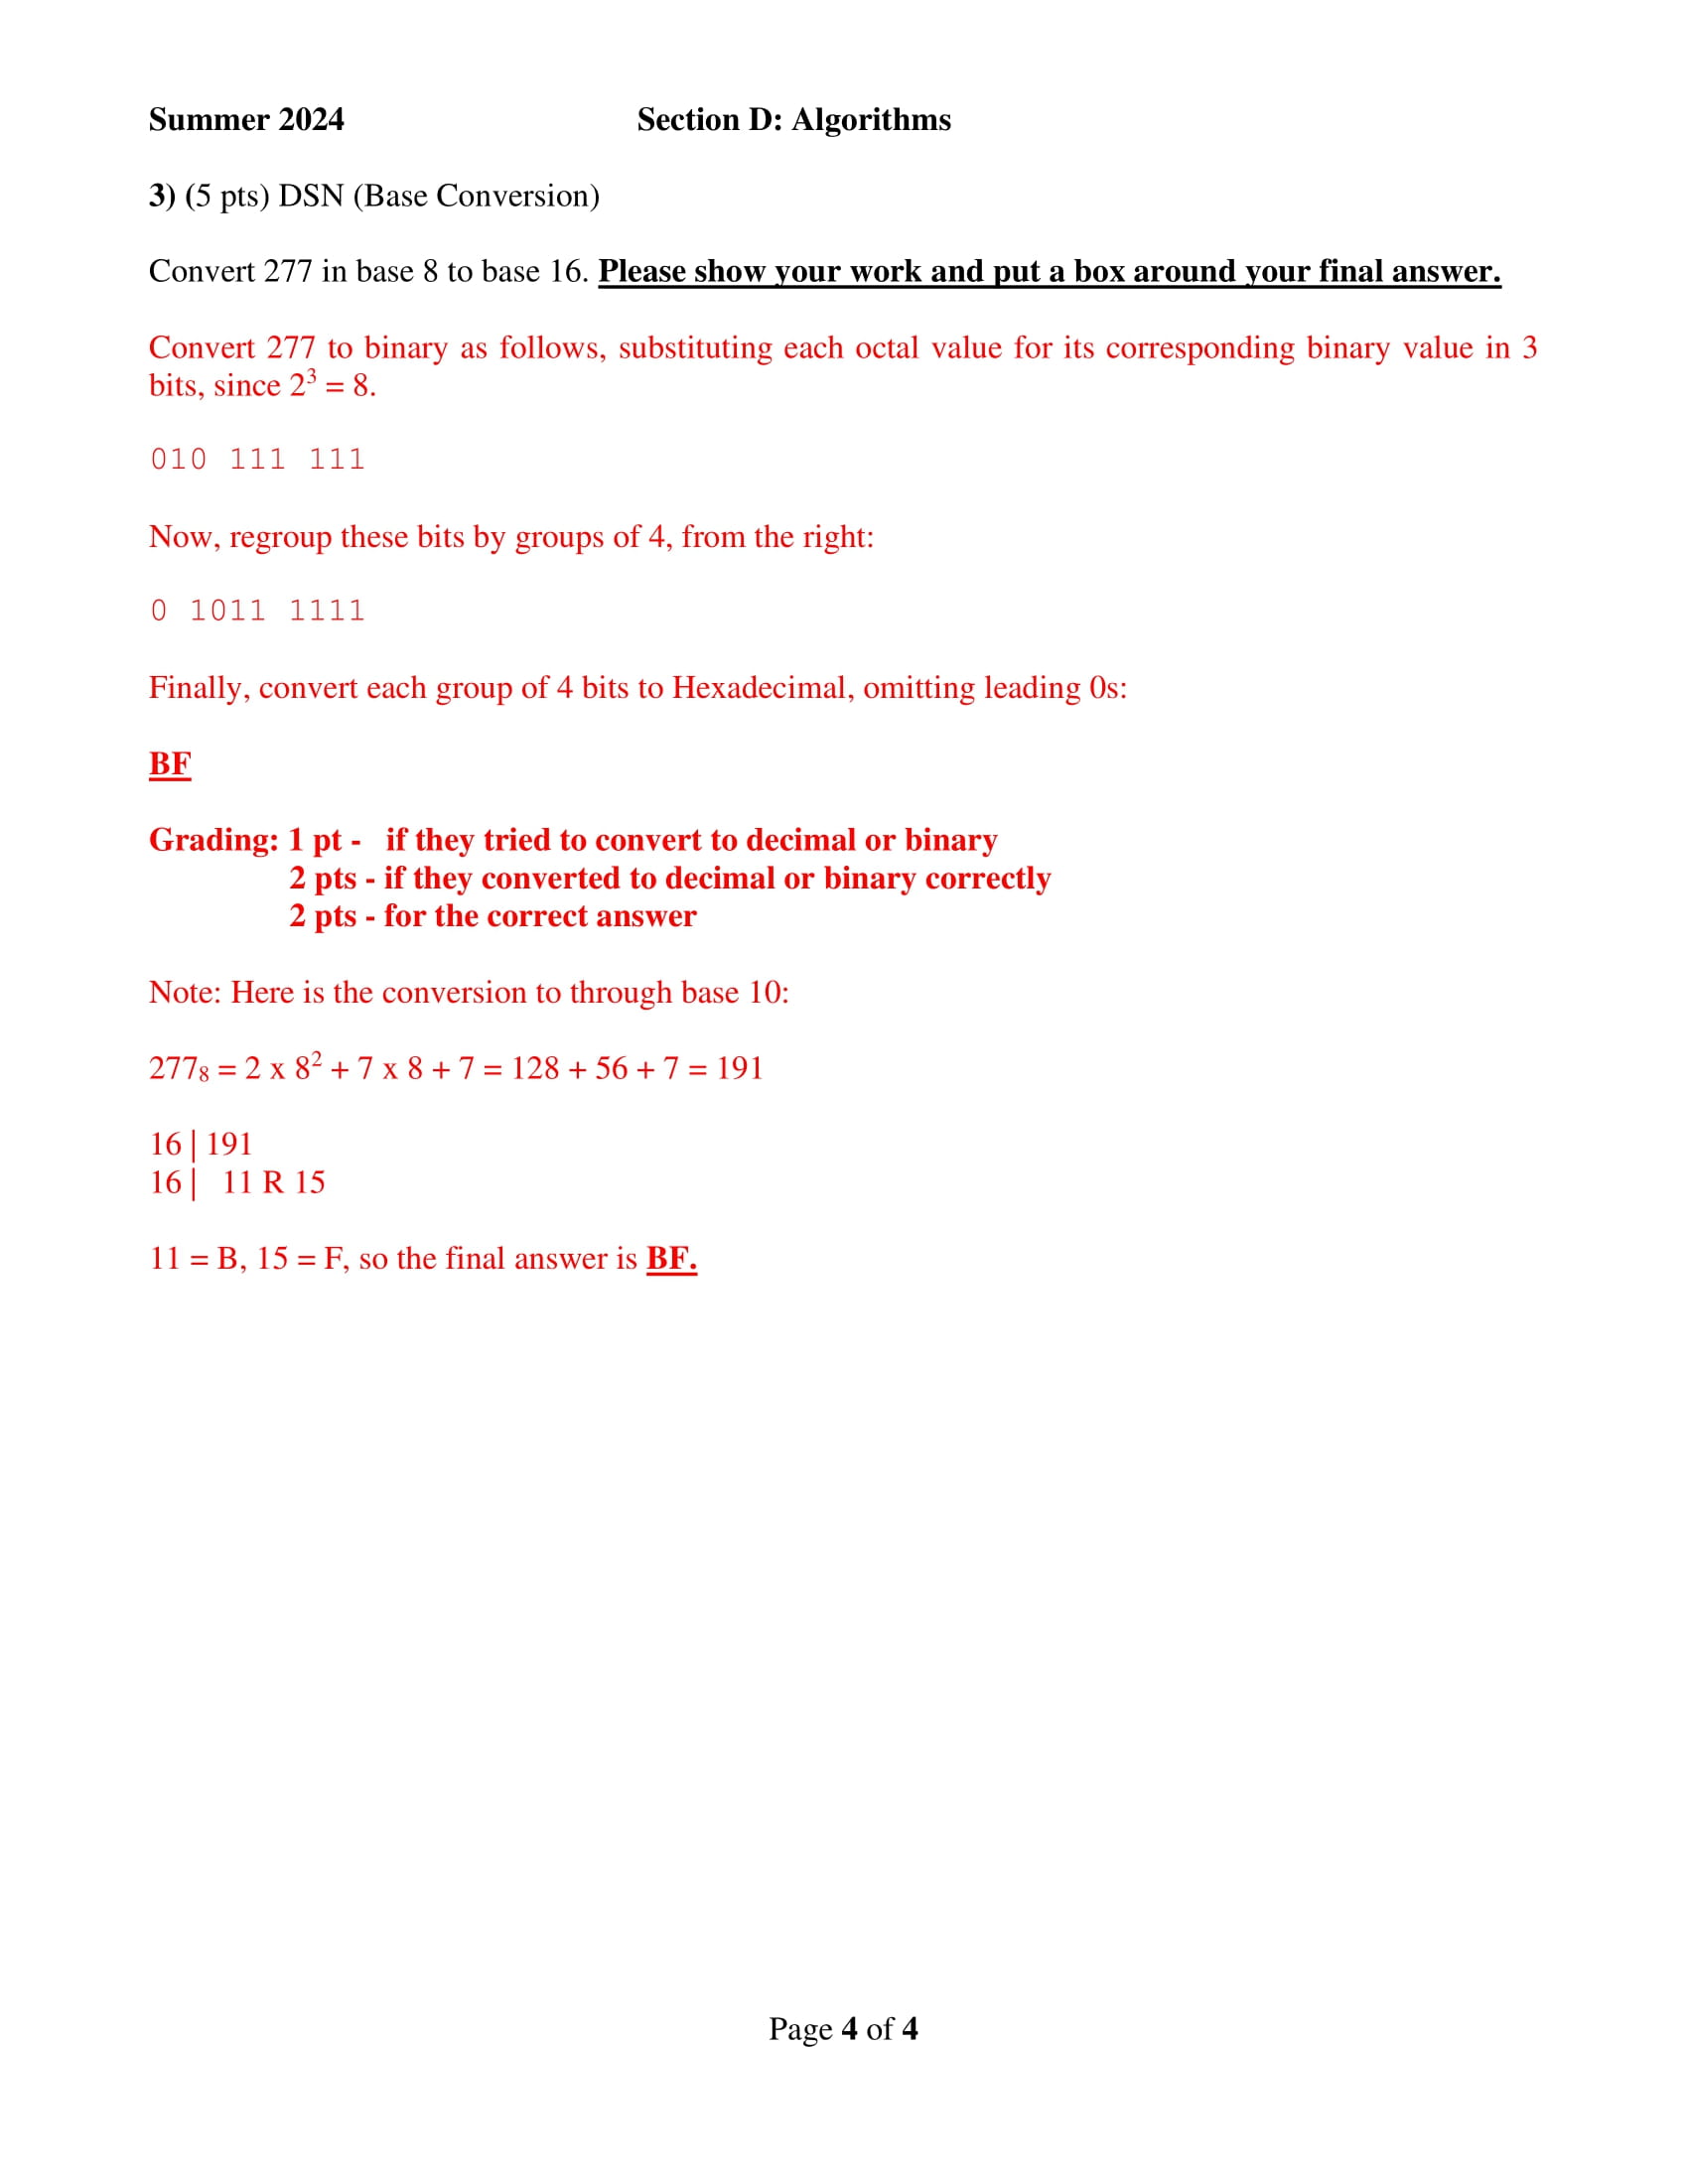 Summer 2024 Section D: Algorithms
3) (5 pts) DSN (Base Conversion)
Convert 277 in base 8 to base 16. Please show your work and put a box around your final answer.
Convert 277 to binary as follows, substituting each octal value for its corresponding binary value in 3
bits, since 2³ = 8.
010 111 111
Now, regroup these bits by groups of 4, from the right:
0 1011 1111
Finally, convert each group of 4 bits to Hexadecimal, omitting leading 0s:
BF
Grading: 1 pt - if they tried to convert to decimal or binary
2 pts - if they converted to decimal or binary correctly
2 pts - for the correct answer
Note: Here is the conversion to through base 10:
277₈ = 2 x 8² + 7 x 8 + 7 = 128 + 56 + 7 = 191
16 | 191
16 | 11 R 15
11 = B, 15 = F, so the final answer is BF.
Page 4 of 4